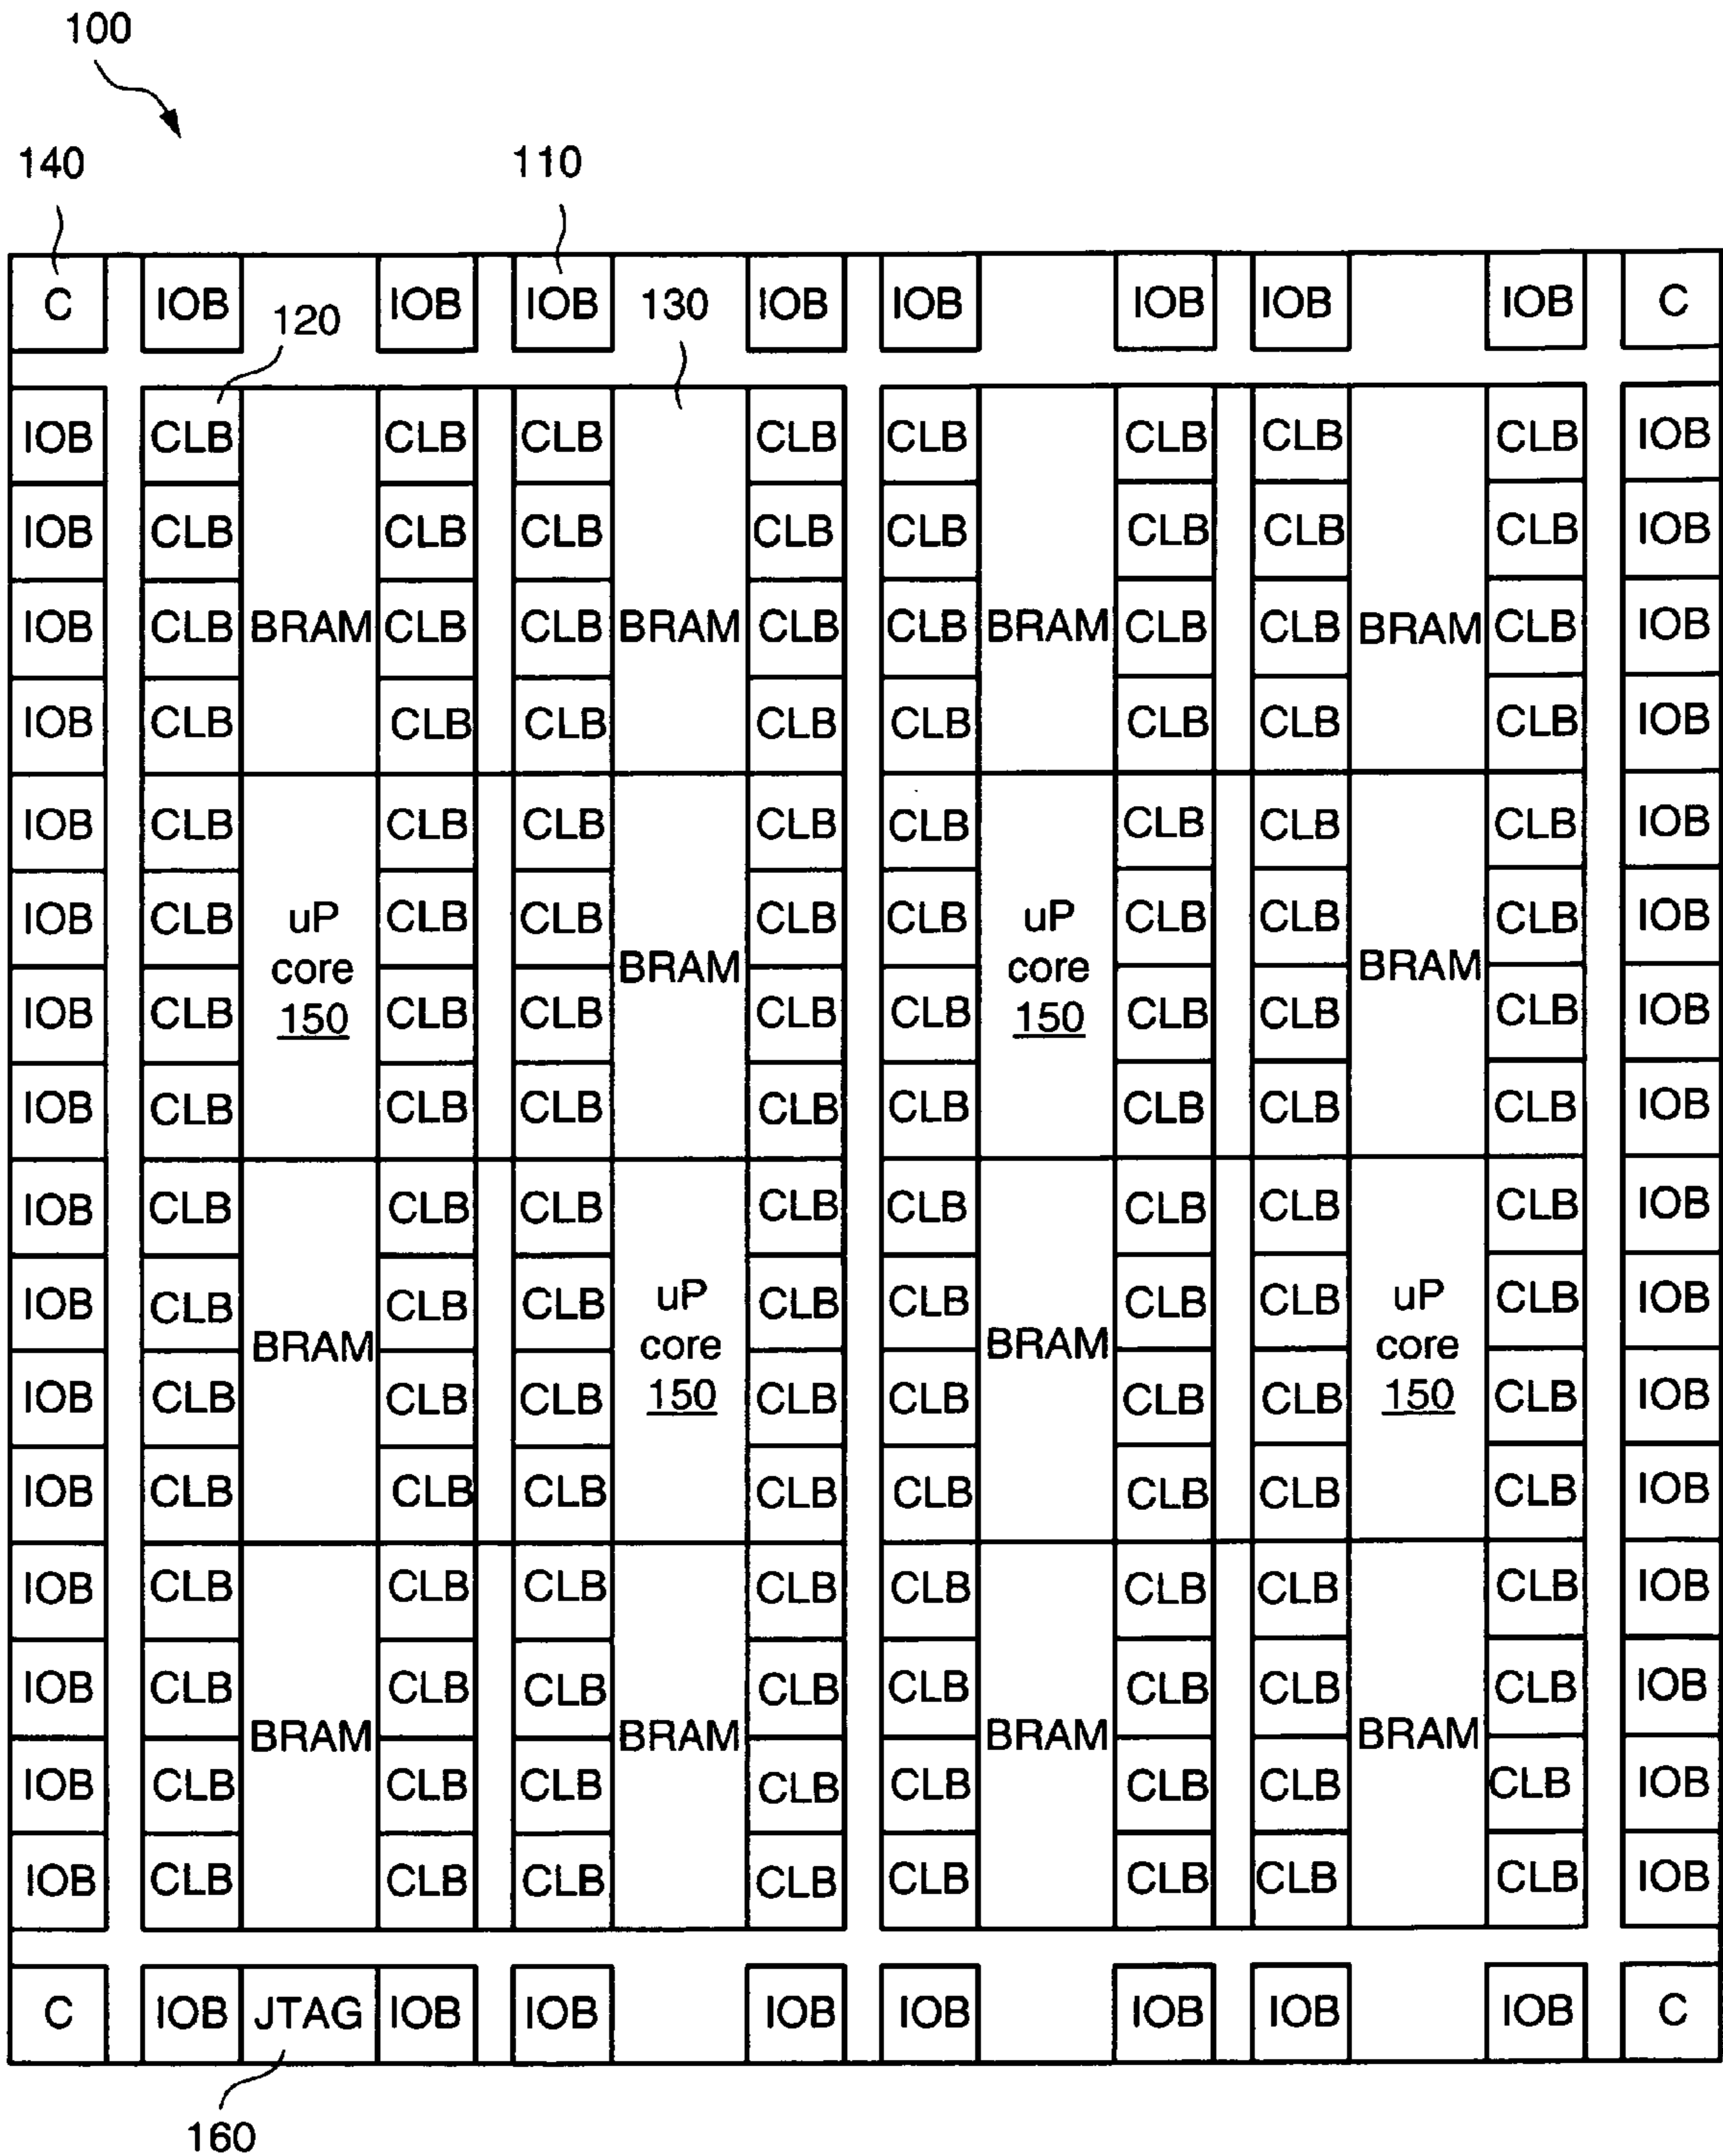 100
140 110
C IOB IOB IOB 130 IOB IOB IOB IOB IOB C
120
IOB CLB CLB CLB CLB CLB CLB CLB CLB IOB
IOB CLB CLB CLB CLB CLB CLB CLB CLB IOB
IOB CLB BRAM CLB CLB BRAM CLB CLB BRAM CLB CLB BRAM CLB IOB
IOB CLB CLB CLB CLB CLB CLB CLB CLB IOB
IOB CLB CLB CLB CLB CLB CLB CLB CLB IOB
IOB CLB uP CLB CLB CLB CLB uP CLB CLB CLB IOB
core BRAM core BRAM
IOB CLB 150 CLB CLB CLB CLB 150 CLB CLB CLB IOB
IOB CLB CLB CLB CLB CLB CLB CLB CLB IOB
IOB CLB CLB CLB CLB CLB CLB CLB CLB IOB
IOB CLB CLB CLB uP CLB CLB CLB CLB uP CLB IOB
BRAM core BRAM core
IOB CLB CLB CLB 150 CLB CLB CLB CLB 150 CLB IOB
IOB CLB CLB CLB CLB CLB CLB CLB CLB IOB
IOB CLB CLB CLB CLB CLB CLB CLB CLB IOB
IOB CLB CLB CLB CLB CLB CLB CLB CLB IOB
BRAM BRAM BRAM BRAM
IOB CLB CLB CLB CLB CLB CLB CLB CLB IOB
IOB CLB CLB CLB CLB CLB CLB CLB CLB IOB
C IOB JTAG IOB IOB IOB IOB IOB IOB IOB C
160